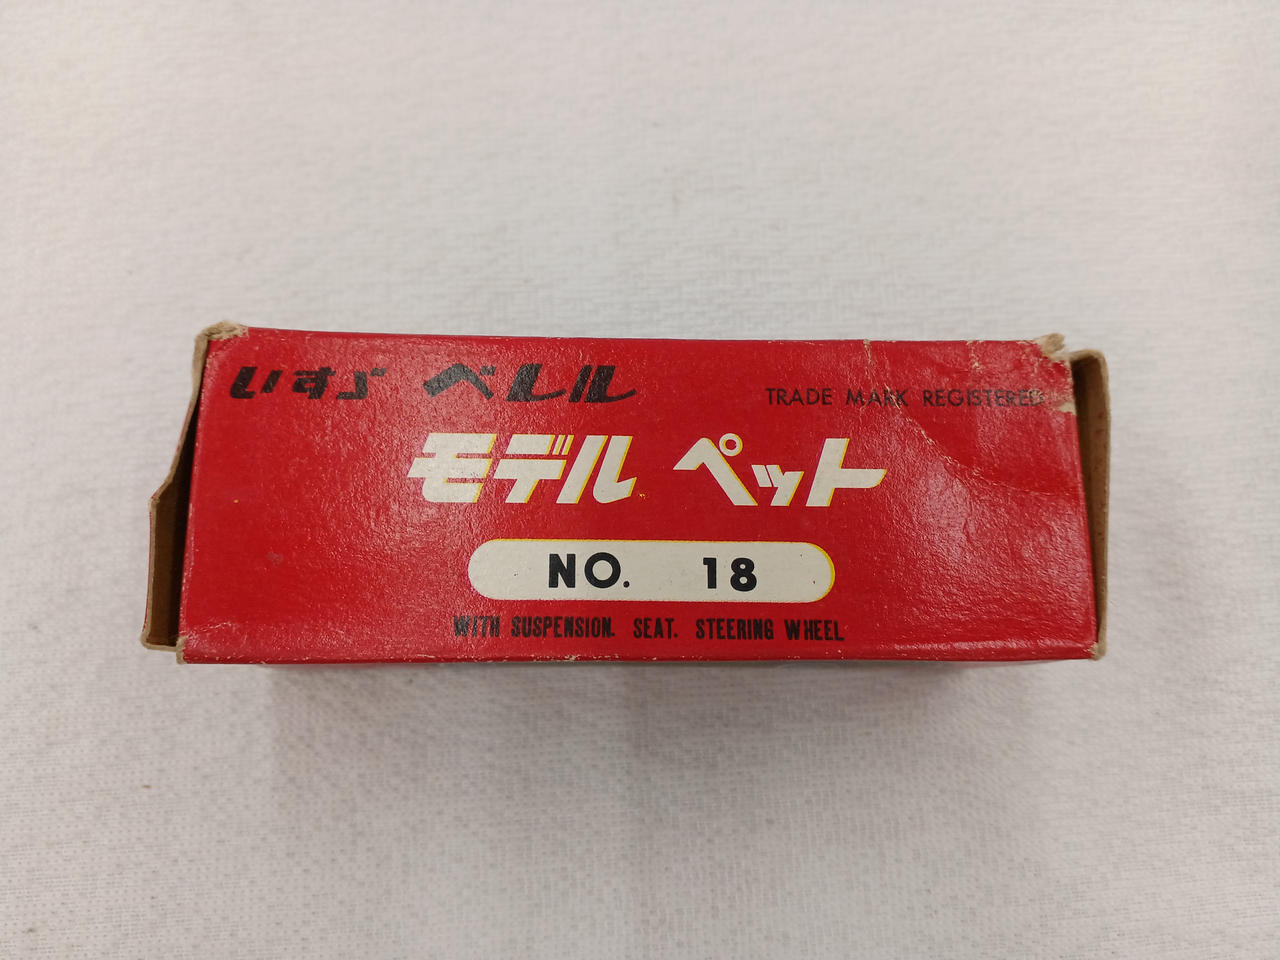 いすゞ ベレル
TRADE MARK REGISTERED
モデル ペット
NO. 18
WITH SUSPENSION. SEAT. STEERING WHEEL